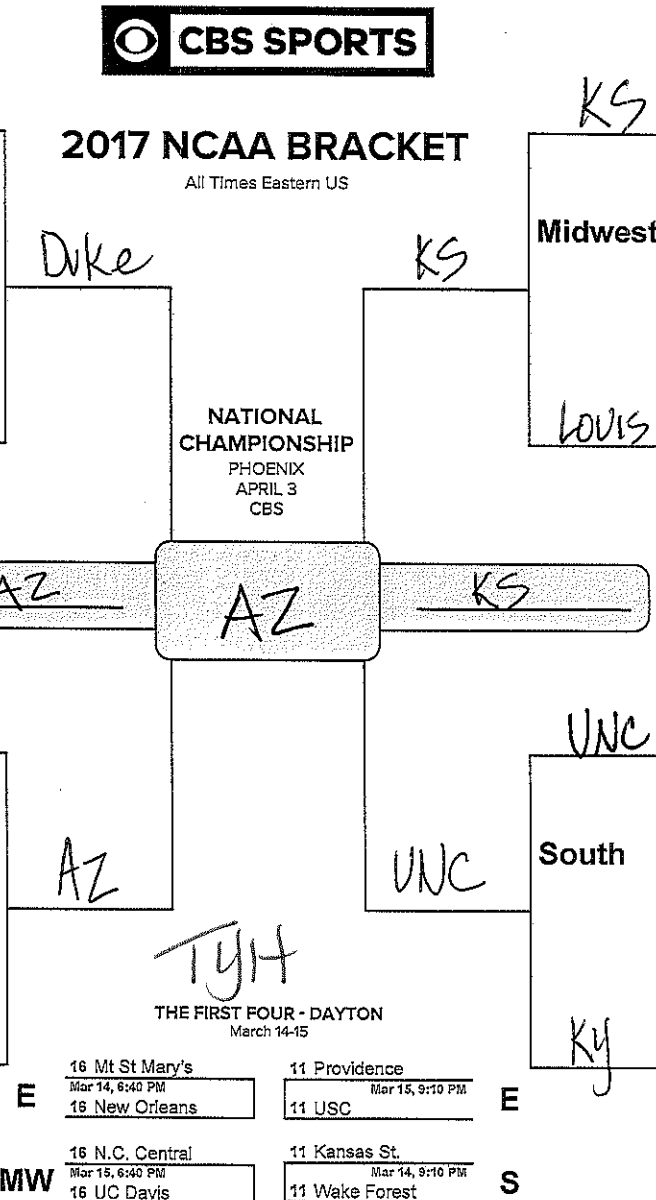 CBS SPORTS
KS
2017 NCAA BRACKET
All Times Eastern US
Midwest
Duke
KS
NATIONAL
CHAMPIONSHIP
PHOENIX
APRIL 3
CBS
LOUIS
AZ
AZ
KS
UNC
South
AZ
UNC
TYH
THE FIRST FOUR - DAYTON
March 14-15
KY
16 Mt St Mary's
11 Providence
E
Mar 14, 6:40 PM
Mar 15, 9:10 PM
E
16 New Orleans
11 USC
16 N.C. Central
11 Kansas St.
MW
Mar 15, 6:40 PM
Mar 14, 9:10 PM
S
16 UC Davis
11 Wake Forest